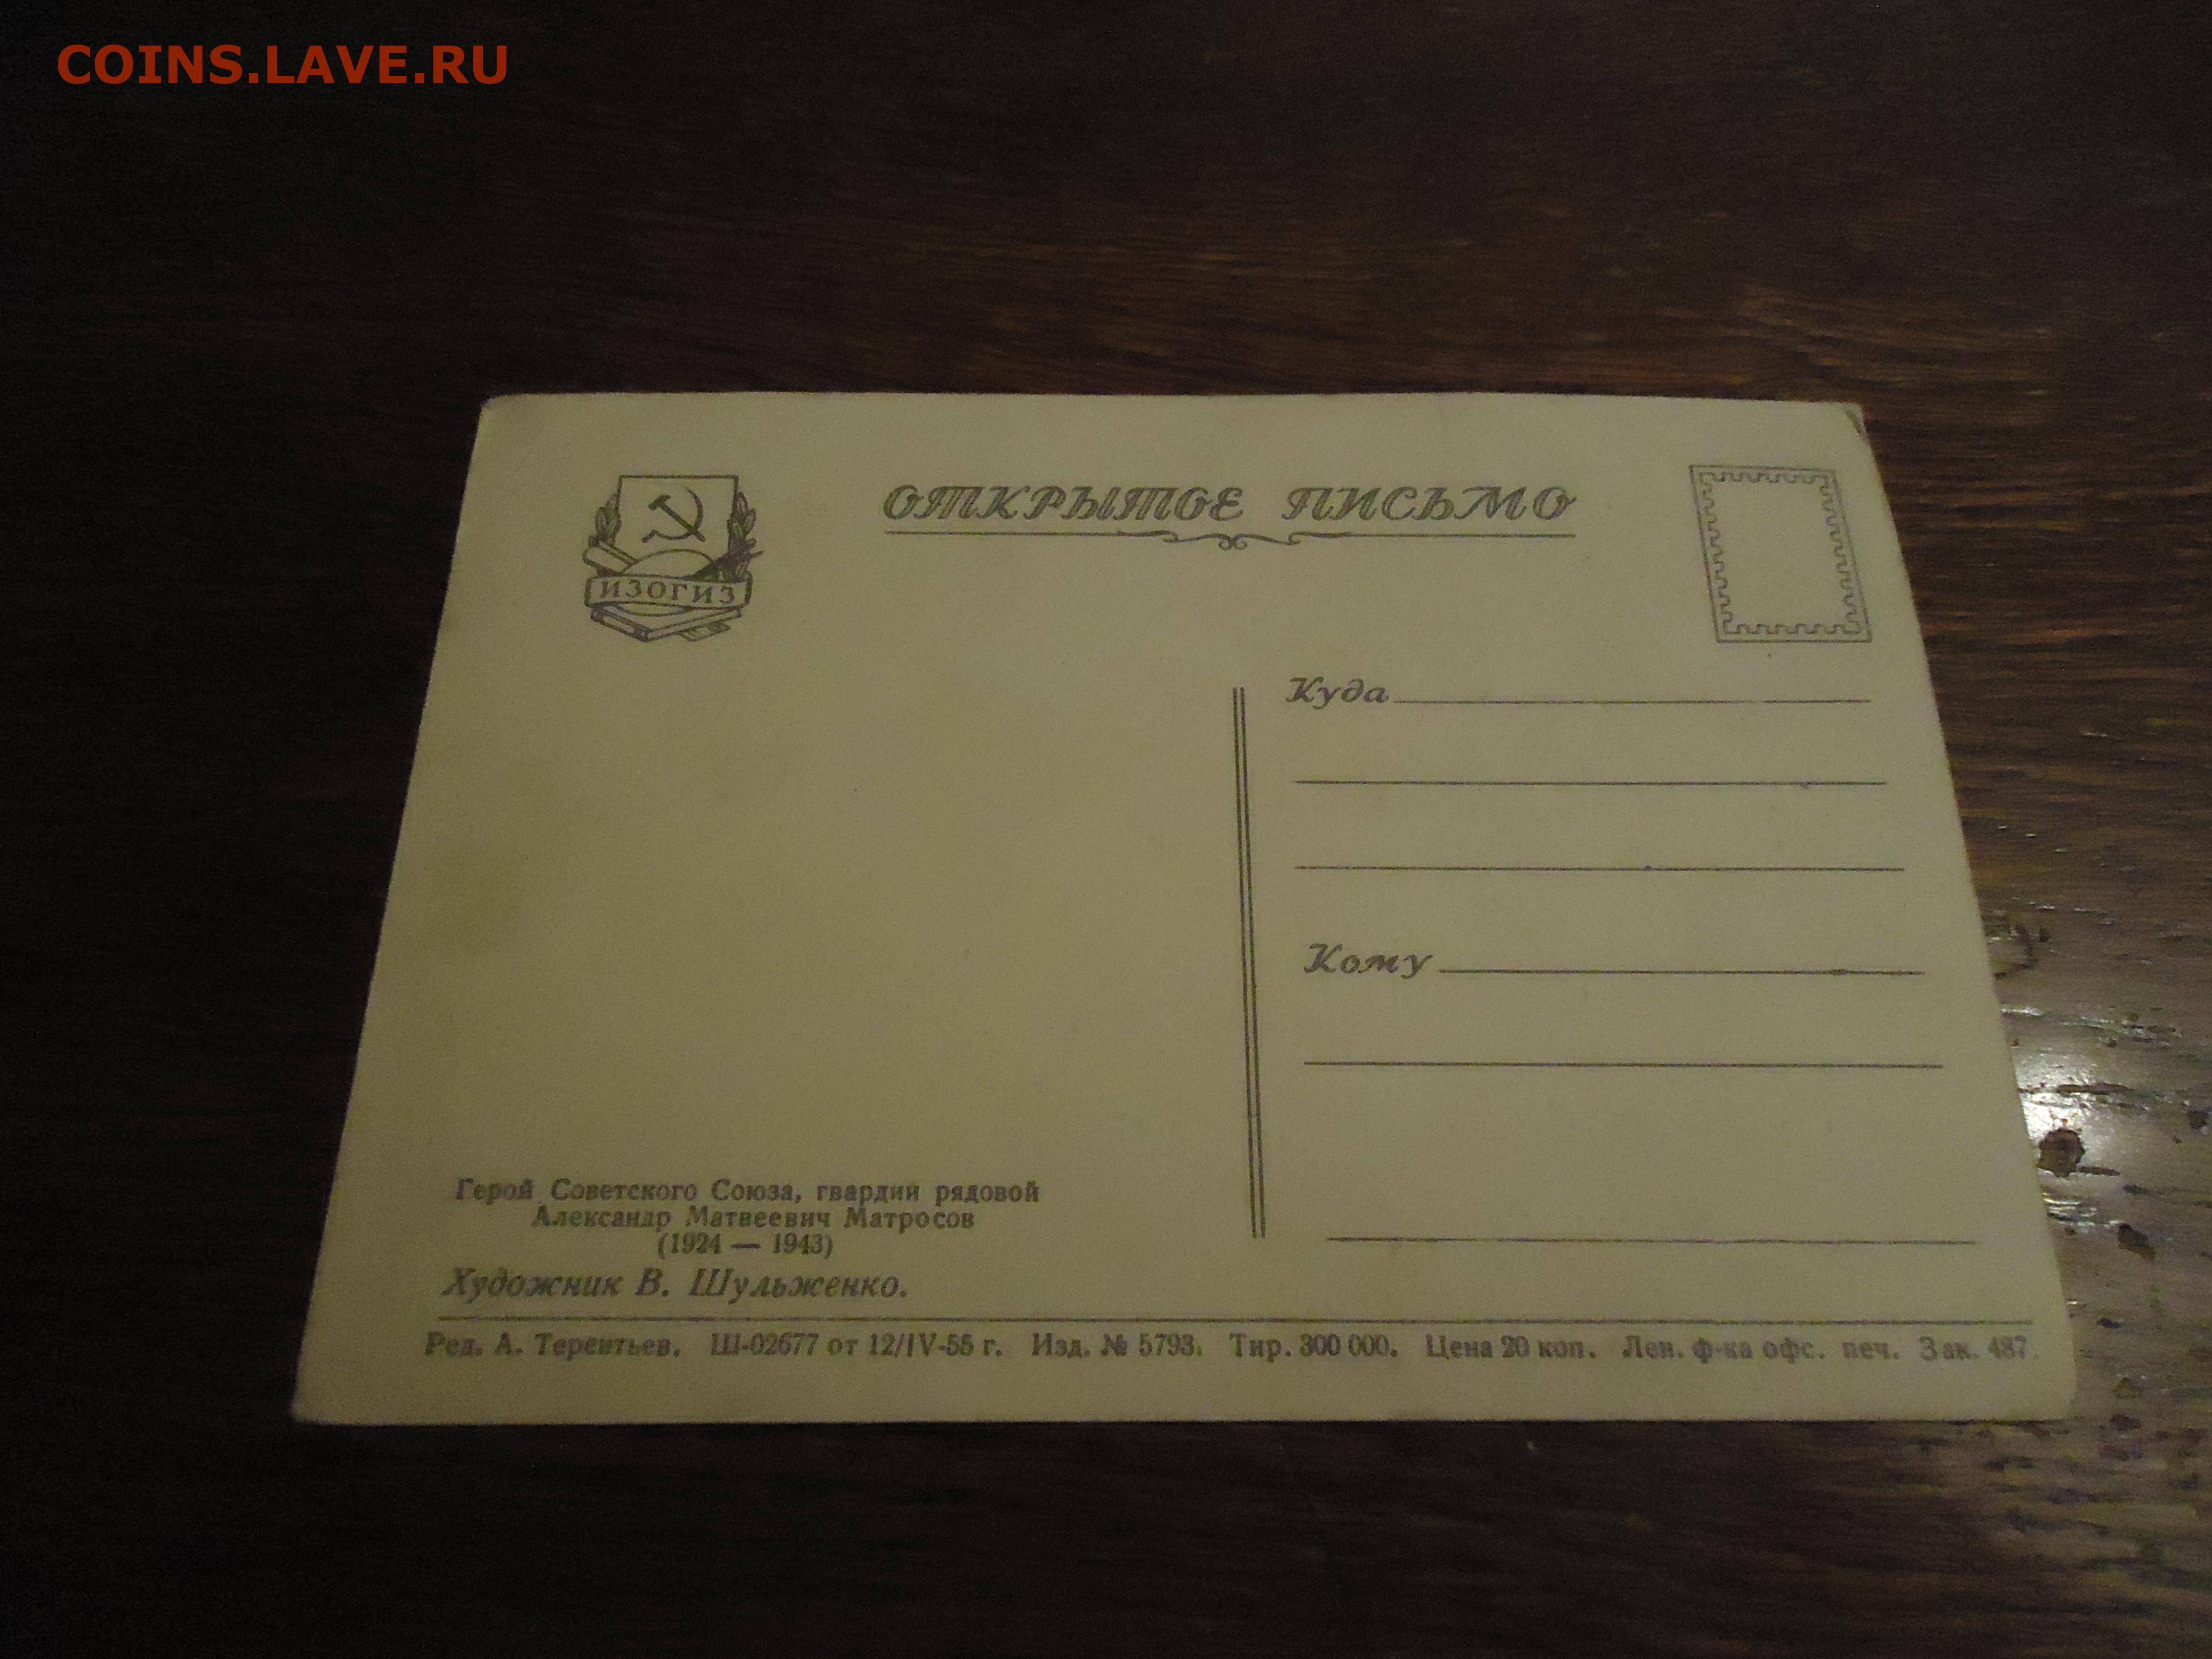 COINS.LAVE.RU
ОТКРЫТОЕ ПИСЬМО
ИЗОГИЗ
Куда
Кому
Герой Советского Союза, гвардии рядовой
Александр Матвеевич Матросов
(1924 — 1943)
Художник В. Шульженко.
Ред. А. Терентьев. Ш-02677 от 12/IV-55 г. Изд. № 5793. Тир. 300 000. Цена 20 коп. Лен. ф-ка офс. печ. Зак. 487.